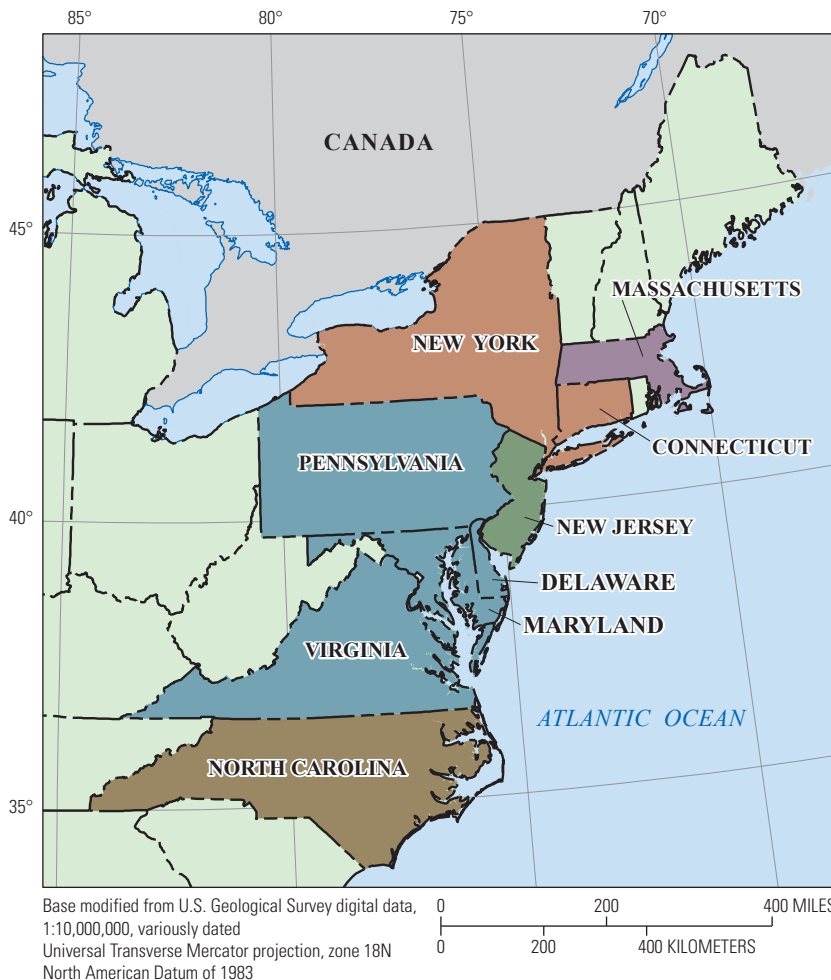 85°
80°
75°
70°
CANADA
45°
MASSACHUSETTS
NEW YORK
CONNECTICUT
PENNSYLVANIA
40°
NEW JERSEY
DELAWARE
MARYLAND
VIRGINIA
ATLANTIC OCEAN
NORTH CAROLINA
35°
Base modified from U.S. Geological Survey digital data,
1:10,000,000, variously dated
Universal Transverse Mercator projection, zone 18N
North American Datum of 1983
0 200 400 MILES
0 200 400 KILOMETERS